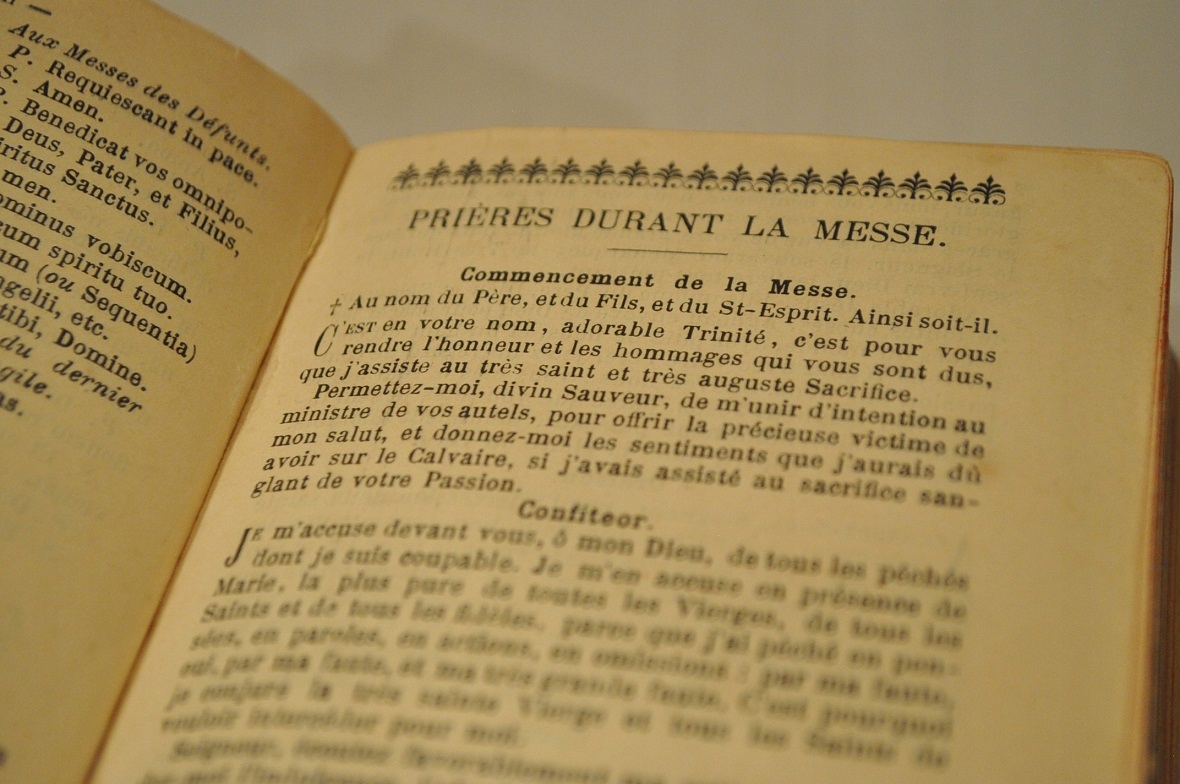 Aux Messes des Défunts.
P. Requiescant in pace.
S. Amen.
P. Benedicat vos omnipo-
Deus, Pater, et Filius,
Sanctus.
vobiscum.
spiritu tuo.
(ou Sequentia)
etc.
tibi, Domine.
du dernier
PRIÈRES DURANT LA MESSE.
Commencement de la Messe.
† Au nom du Père, et du Fils, et du St-Esprit. Ainsi soit-il.
C'EST en votre nom, adorable Trinité, c'est pour vous
rendre l'honneur et les hommages qui vous sont dus,
que j'assiste au très saint et très auguste Sacrifice.
Permettez-moi, divin Sauveur, de m'unir d'intention au
ministre de vos autels, pour offrir la précieuse victime de
mon salut, et donnez-moi les sentiments que j'aurais dû
avoir sur le Calvaire, si j'avais assisté au sacrifice san-
glant de votre Passion.
Confiteor.
JE m'accuse devant vous, ô mon Dieu, de tous les péchés
dont je suis coupable. Je m'en accuse en présence de
Marie, la plus pure de toutes les Vierges, de tous les
Saints et de tous les fidèles, parce que j'ai péché en pen-
sées, en paroles, en actions, en omissions : par ma faute,
oui, par ma faute, et ma très grande faute. C'est pourquoi
je conjure la très sainte Vierge et tous les Saints de
vouloir intercéder pour moi.
Seigneur, favorablement